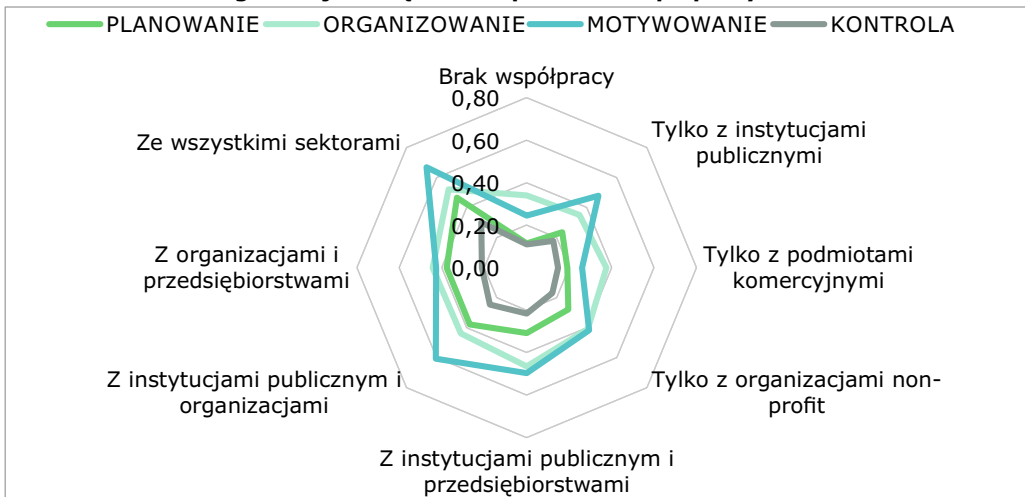 PLANOWANIE ORGANIZOWANIE MOTYWOWANIE KONTROLA
Brak współpracy
0,80
0,60
0,40
0,20
0,00
Tylko z instytucjami
publicznymi
Tylko z podmiotami
komercyjnymi
Tylko z organizacjami non-
profit
Z instytucjami publicznym i
przedsiębiorstwami
Z instytucjami publicznym i
organizacjami
Z organizacjami i
przedsiębiorstwami
Ze wszystkimi sektorami